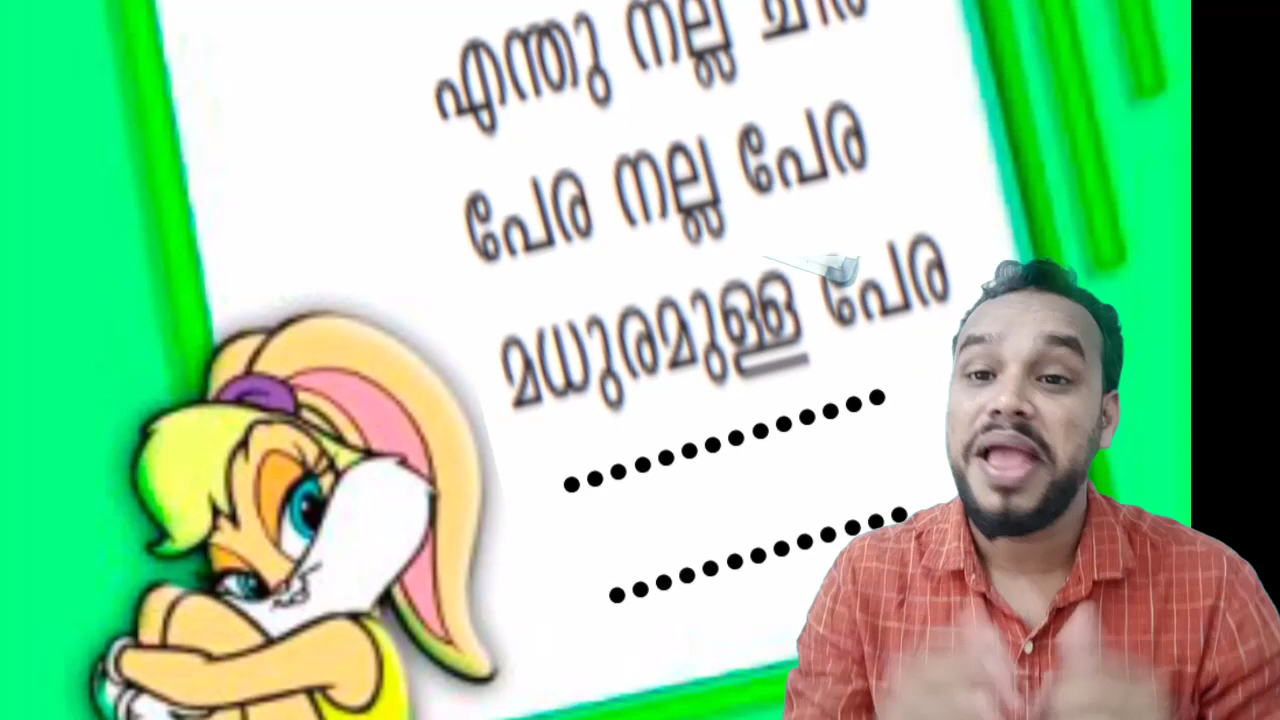 എന്തു നല്ല ചീര
പേര നല്ല പേര
മധുരമുള്ള പേര
....................
....................